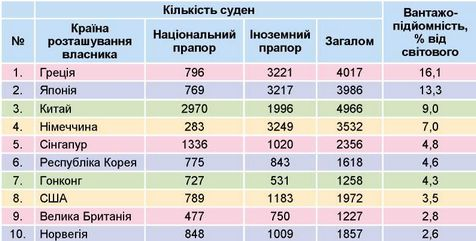 Кількість суден
№ Країна розташування власника Національний прапор Іноземний прапор Загалом Вантажо-підйомність, % від світового
1. Греція 796 3221 4017 16,1
2. Японія 769 3217 3986 13,3
3. Китай 2970 1996 4966 9,0
4. Німеччина 283 3249 3532 7,0
5. Сінгапур 1336 1020 2356 4,8
6. Республіка Корея 775 843 1618 4,6
7. Гонконг 727 531 1258 4,3
8. США 789 1183 1972 3,5
9. Велика Британія 477 750 1227 2,8
10. Норвегія 848 1009 1857 2,6